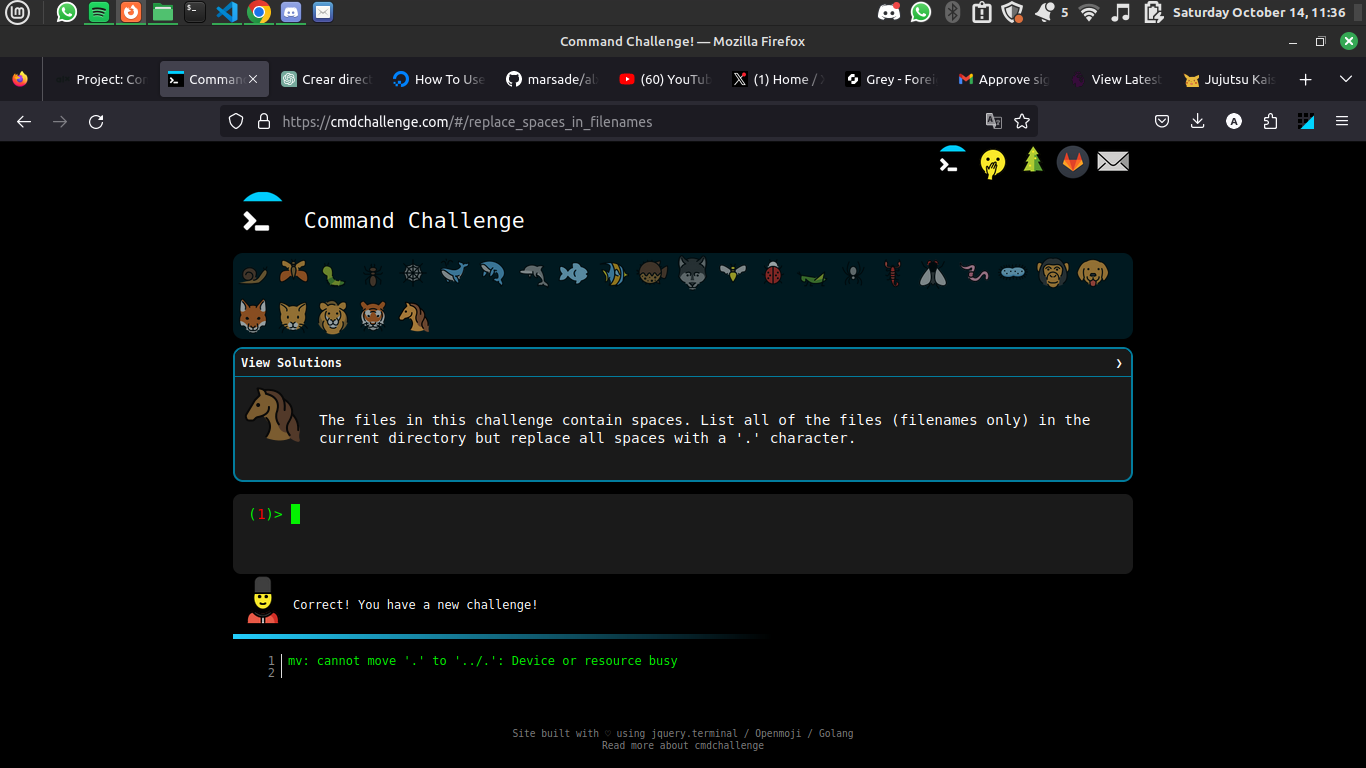 5
Saturday October 14, 11:36
Command Challenge! — Mozilla Firefox
Project: Cor
Comman
Crear direc
How To Use
marsade/al
(60) YouTub
(1) Home /
Grey - Forei
Approve sig
View Latest
Jujutsu Kais
https://cmdchallenge.com/#/replace_spaces_in_filenames
A
Command Challenge
View Solutions
The files in this challenge contain spaces. List all of the files (filenames only) in the
current directory but replace all spaces with a '.' character.
(1)>
Correct! You have a new challenge!
1 mv: cannot move '.' to '../.': Device or resource busy
2
Site built with ♡ using jquery.terminal / Openmoji / Golang
Read more about cmdchallenge